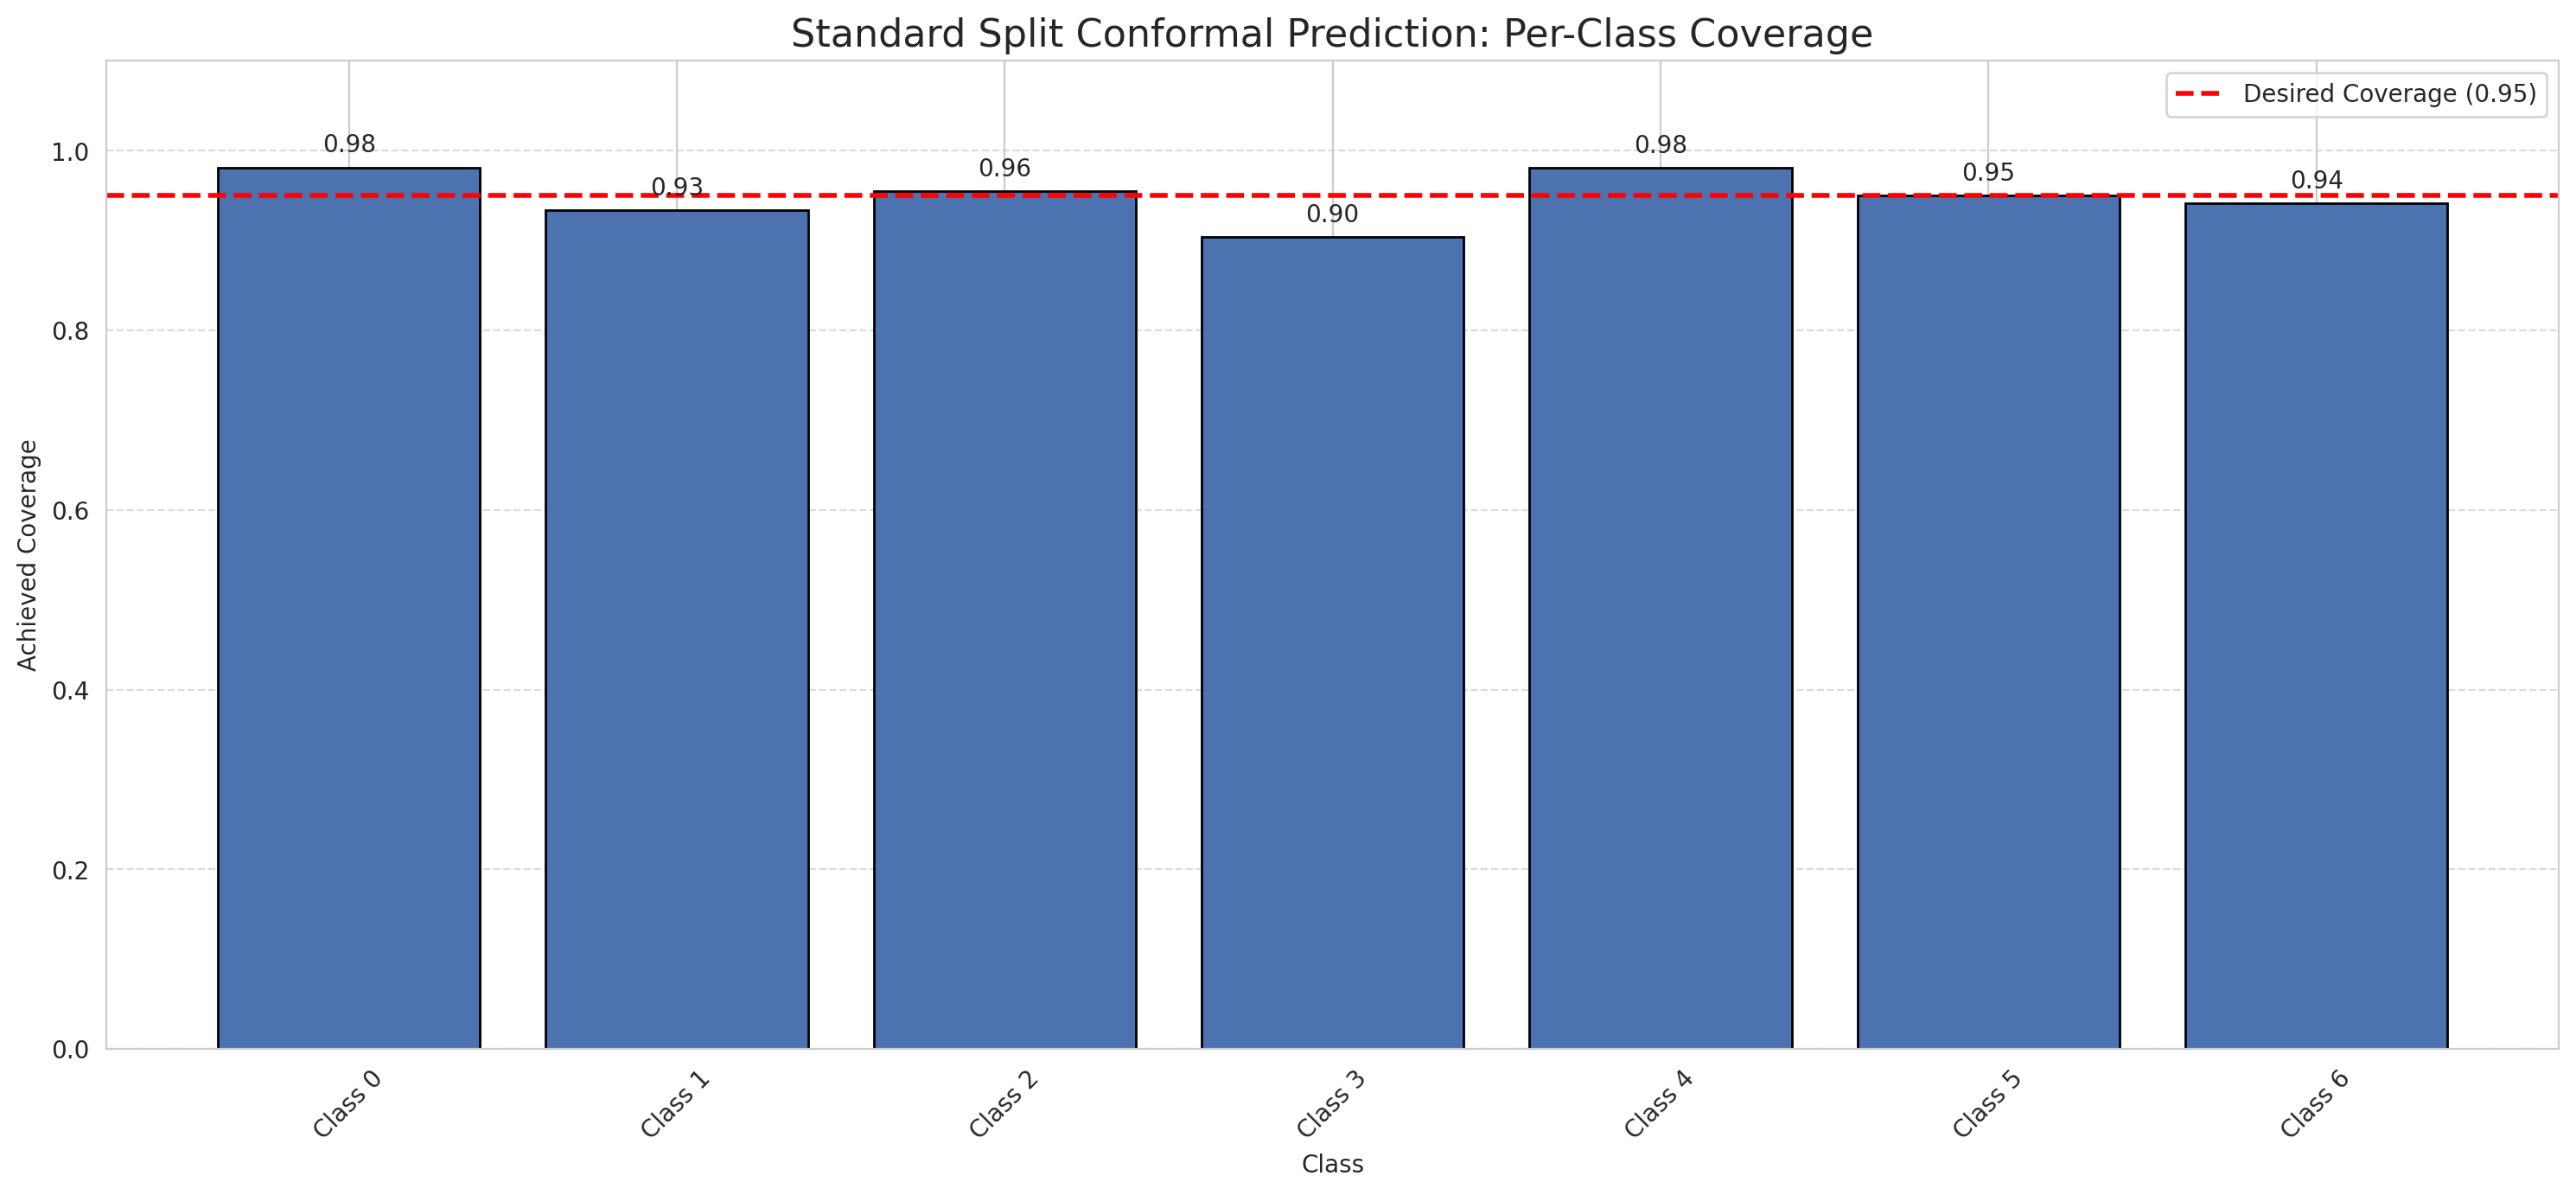 Standard Split Conformal Prediction: Per-Class Coverage
Desired Coverage (0.95)
Achieved Coverage
1.0
0.8
0.6
0.4
0.2
0.0
0.98
0.93
0.96
0.90
0.98
0.95
0.94
Class 0
Class 1
Class 2
Class 3
Class 4
Class 5
Class 6
Class